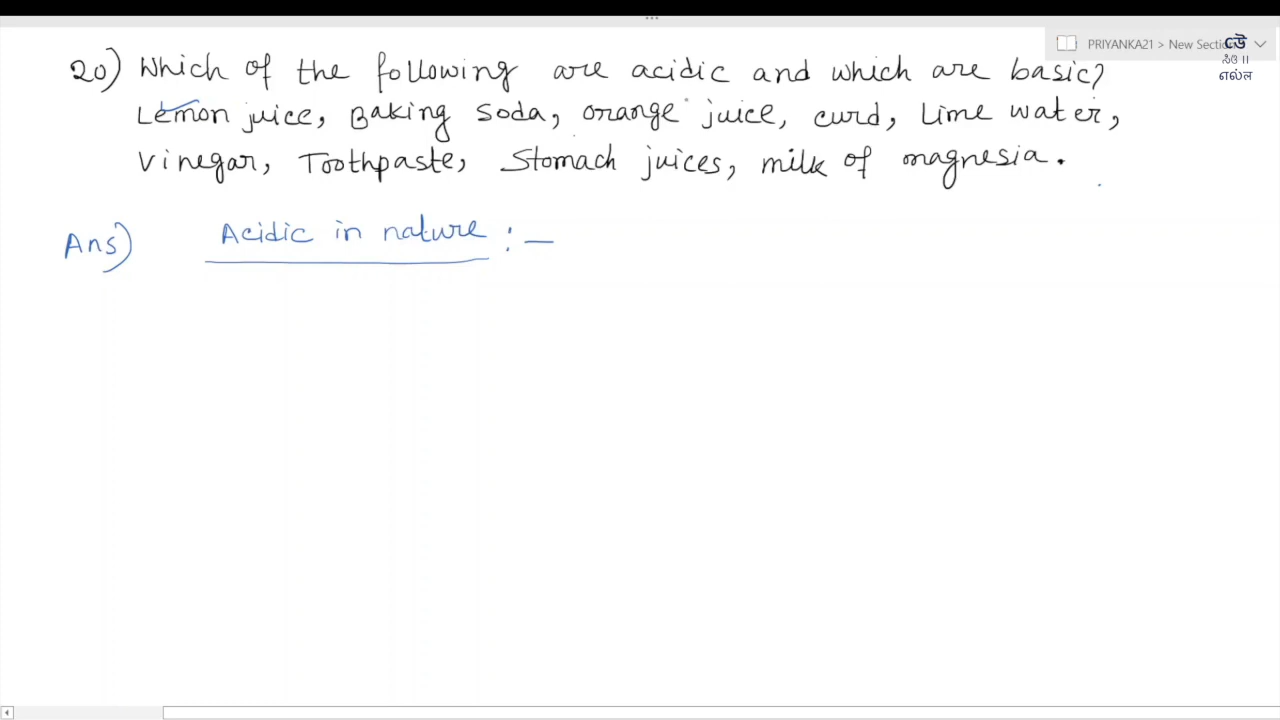 PRIYANKA21 > New Section
20) Which of the following are acidic and which are basic?
Lemon juice, Baking soda, orange juice, curd, Lime water,
Vinegar, Toothpaste, Stomach juices, milk of magnesia.
Ans) Acidic in nature :-